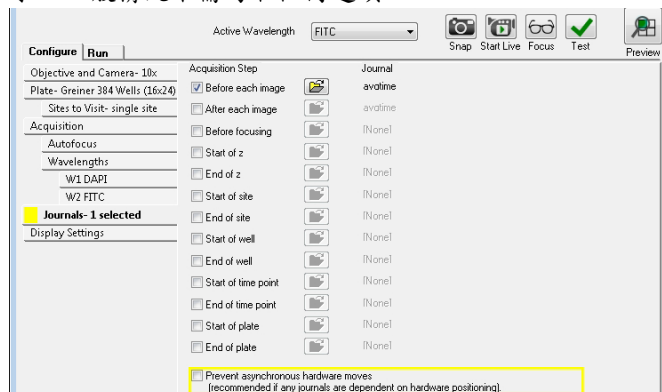 Active Wavelength FITC
Snap Start Live Focus Test
Preview
Configure Run
Objective and Camera- 10x
Plate- Greiner 384 Wells (16x24)
Sites to Visit- single site
Acquisition
Autofocus
Wavelengths
W1 DAPI
W2 FITC
Journals- 1 selected
Display Settings
Acquisition Step Journal
Before each image avgtime
After each image avgtime
Before focusing [None]
Start of z [None]
End of z [None]
Start of site [None]
End of site [None]
Start of well [None]
End of well [None]
Start of time point [None]
End of time point [None]
Start of plate [None]
End of plate [None]
Prevent asynchronous hardware moves
(recommended if any journals are dependent on hardware positioning).